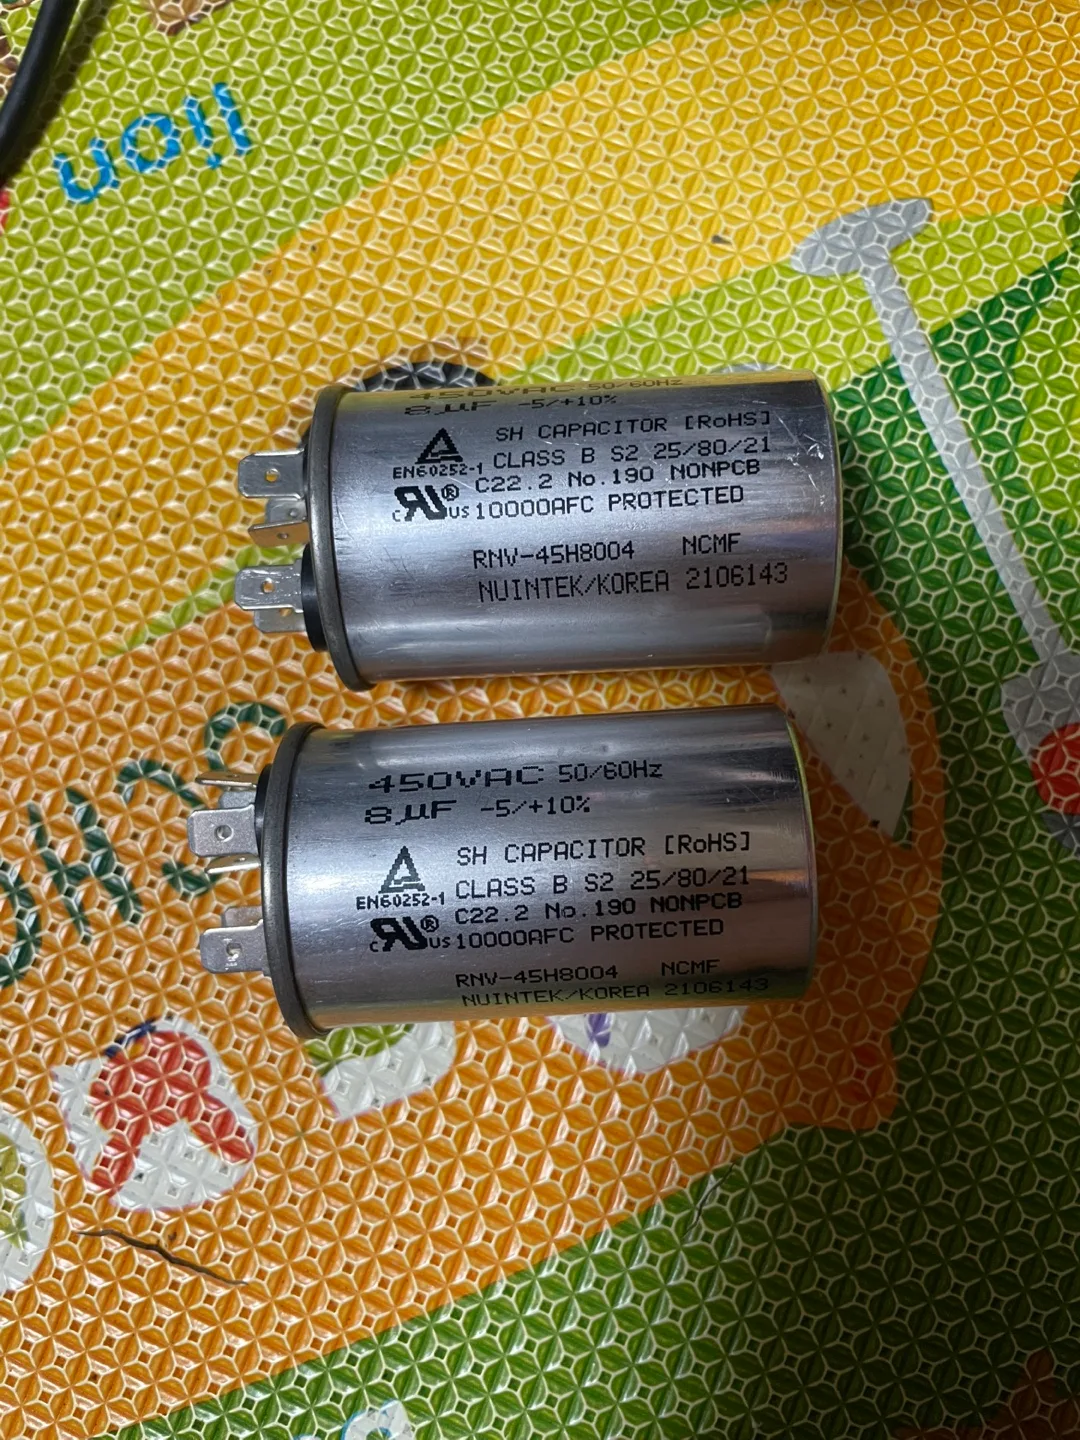 lion
450VAC 50/60Hz
8µF -5/+10%
SH CAPACITOR [RoHS]
EN60252-1 CLASS B S2 25/80/21
C22.2 No.190 NONPCB
c RU® US 10000AFC PROTECTED
RNV-45H8004 NCMF
NUINTEK/KOREA 2106143
450VAC 50/60Hz
8µF -5/+10%
SH CAPACITOR [RoHS]
EN60252-1 CLASS B S2 25/80/21
C22.2 No.190 NONPCB
c RU® US 10000AFC PROTECTED
RNV-45H8004 NCMF
NUINTEK/KOREA 2106143